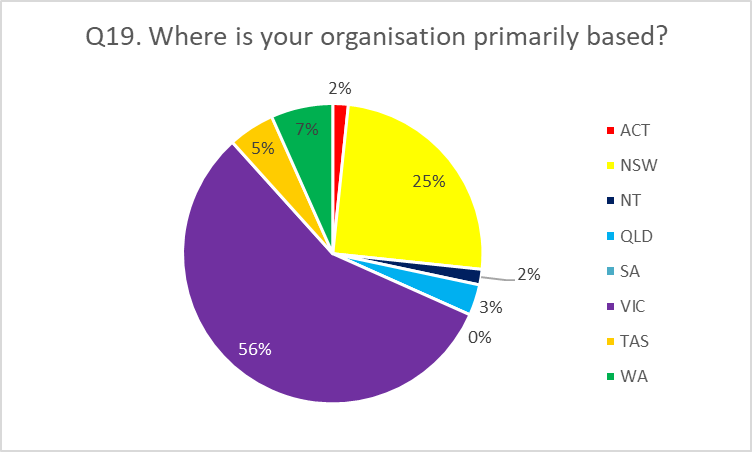 Q19. Where is your organisation primarily based?
2%
25%
2%
3%
0%
56%
5%
7%
ACT
NSW
NT
QLD
SA
VIC
TAS
WA